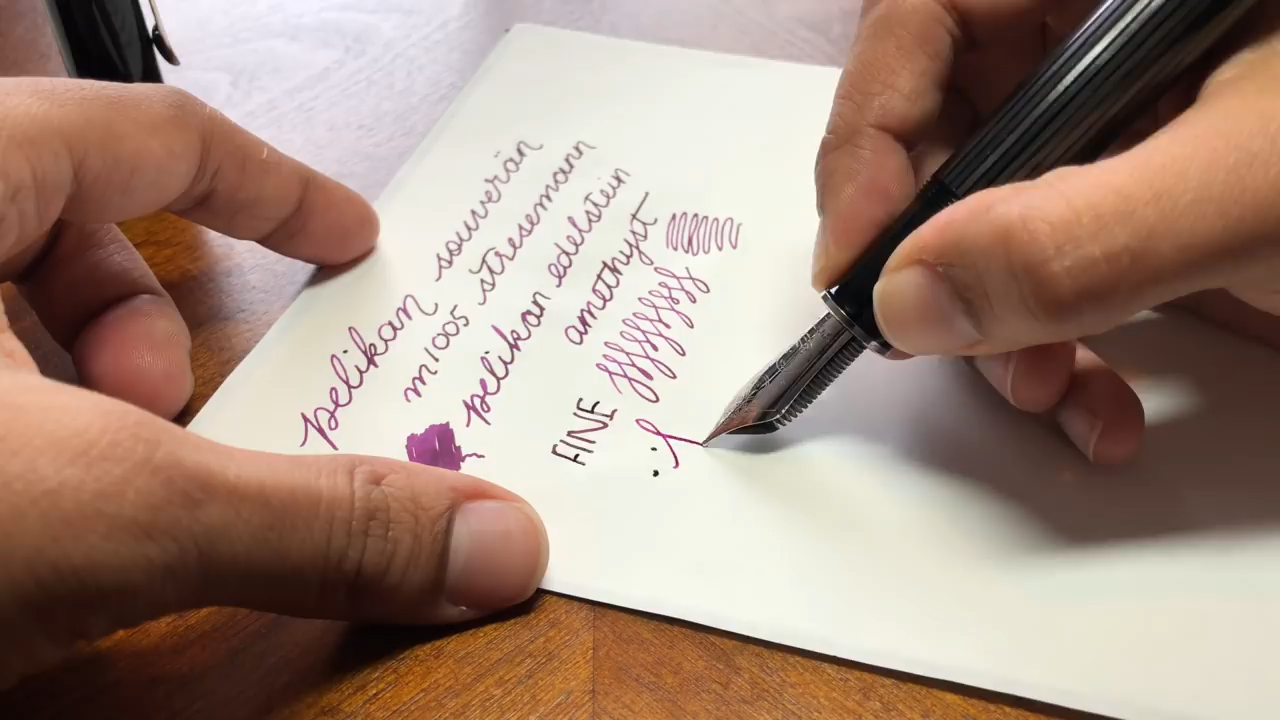 pelikan souverän
m1005 stresemann
pelikan edelstein
amethyst
FINE